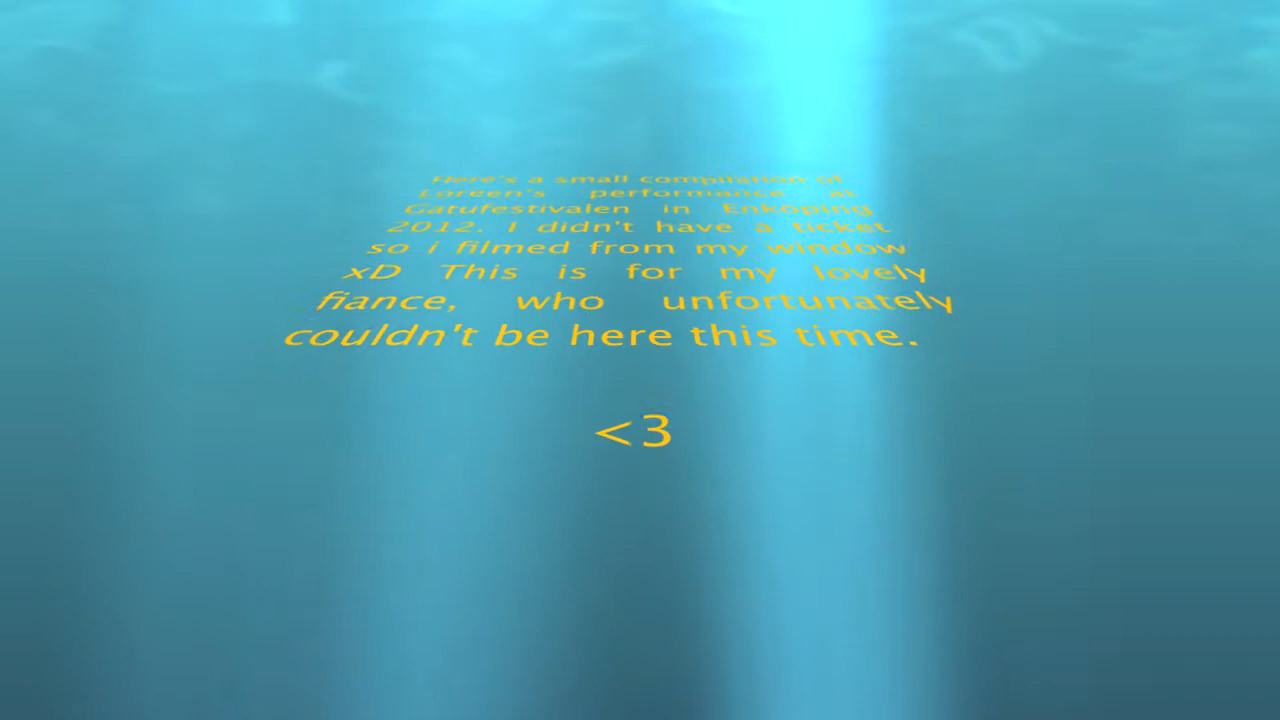 Here's a small compilation of
Loreen's performance at
Gatufestivalen in Enköping
2012. I didn't have a ticket
so i filmed from my window
xD This is for my lovely
fiance, who unfortunately
couldn't be here this time.
<3